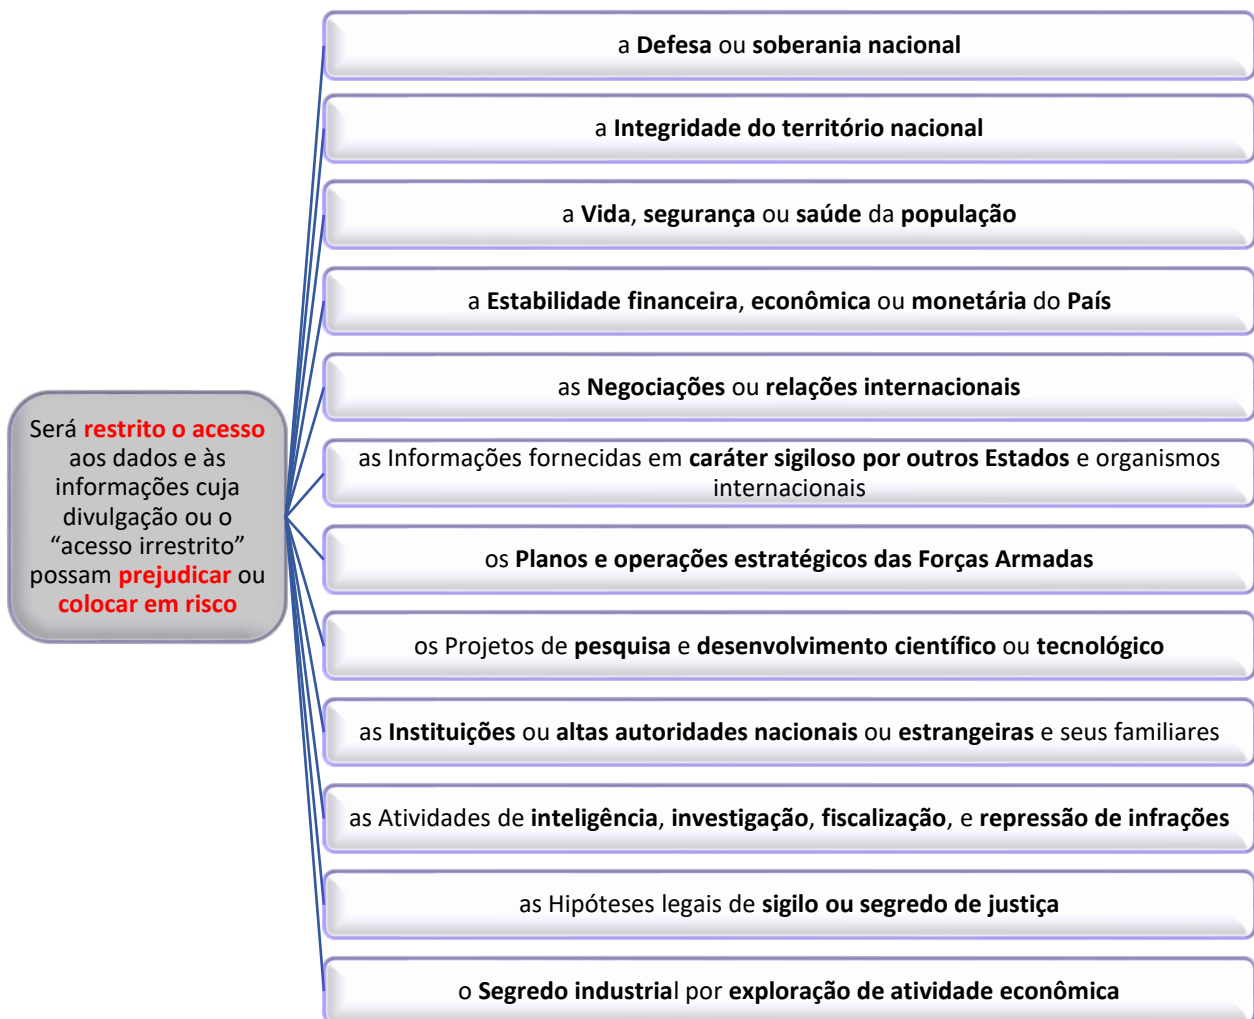 Será restrito o acesso
aos dados e às
informações cuja
divulgação ou o
“acesso irrestrito”
possam prejudicar ou
colocar em risco
a Defesa ou soberania nacional
a Integridade do território nacional
a Vida, segurança ou saúde da população
a Estabilidade financeira, econômica ou monetária do País
as Negociações ou relações internacionais
as Informações fornecidas em caráter sigiloso por outros Estados e organismos
internacionais
os Planos e operações estratégicos das Forças Armadas
os Projetos de pesquisa e desenvolvimento científico ou tecnológico
as Instituições ou altas autoridades nacionais ou estrangeiras e seus familiares
as Atividades de inteligência, investigação, fiscalização, e repressão de infrações
as Hipóteses legais de sigilo ou segredo de justiça
o Segredo industrial por exploração de atividade econômica